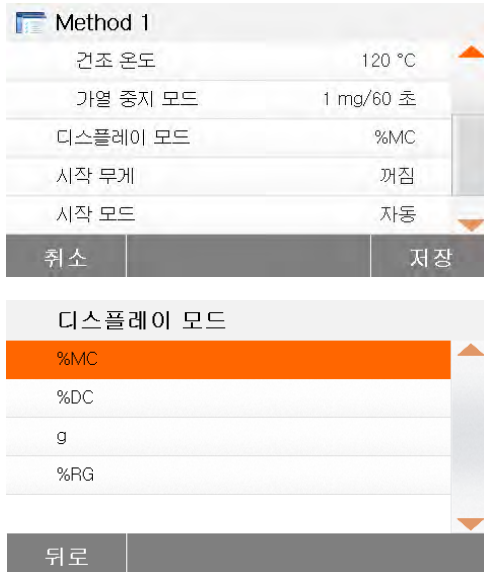 Method 1
건조 온도 120 °C
가열 중지 모드 1 mg/60 초
디스플레이 모드 %MC
시작 무게 꺼짐
시작 모드 자동
취소 저장
디스플레이 모드
%MC
%DC
g
%RG
뒤로